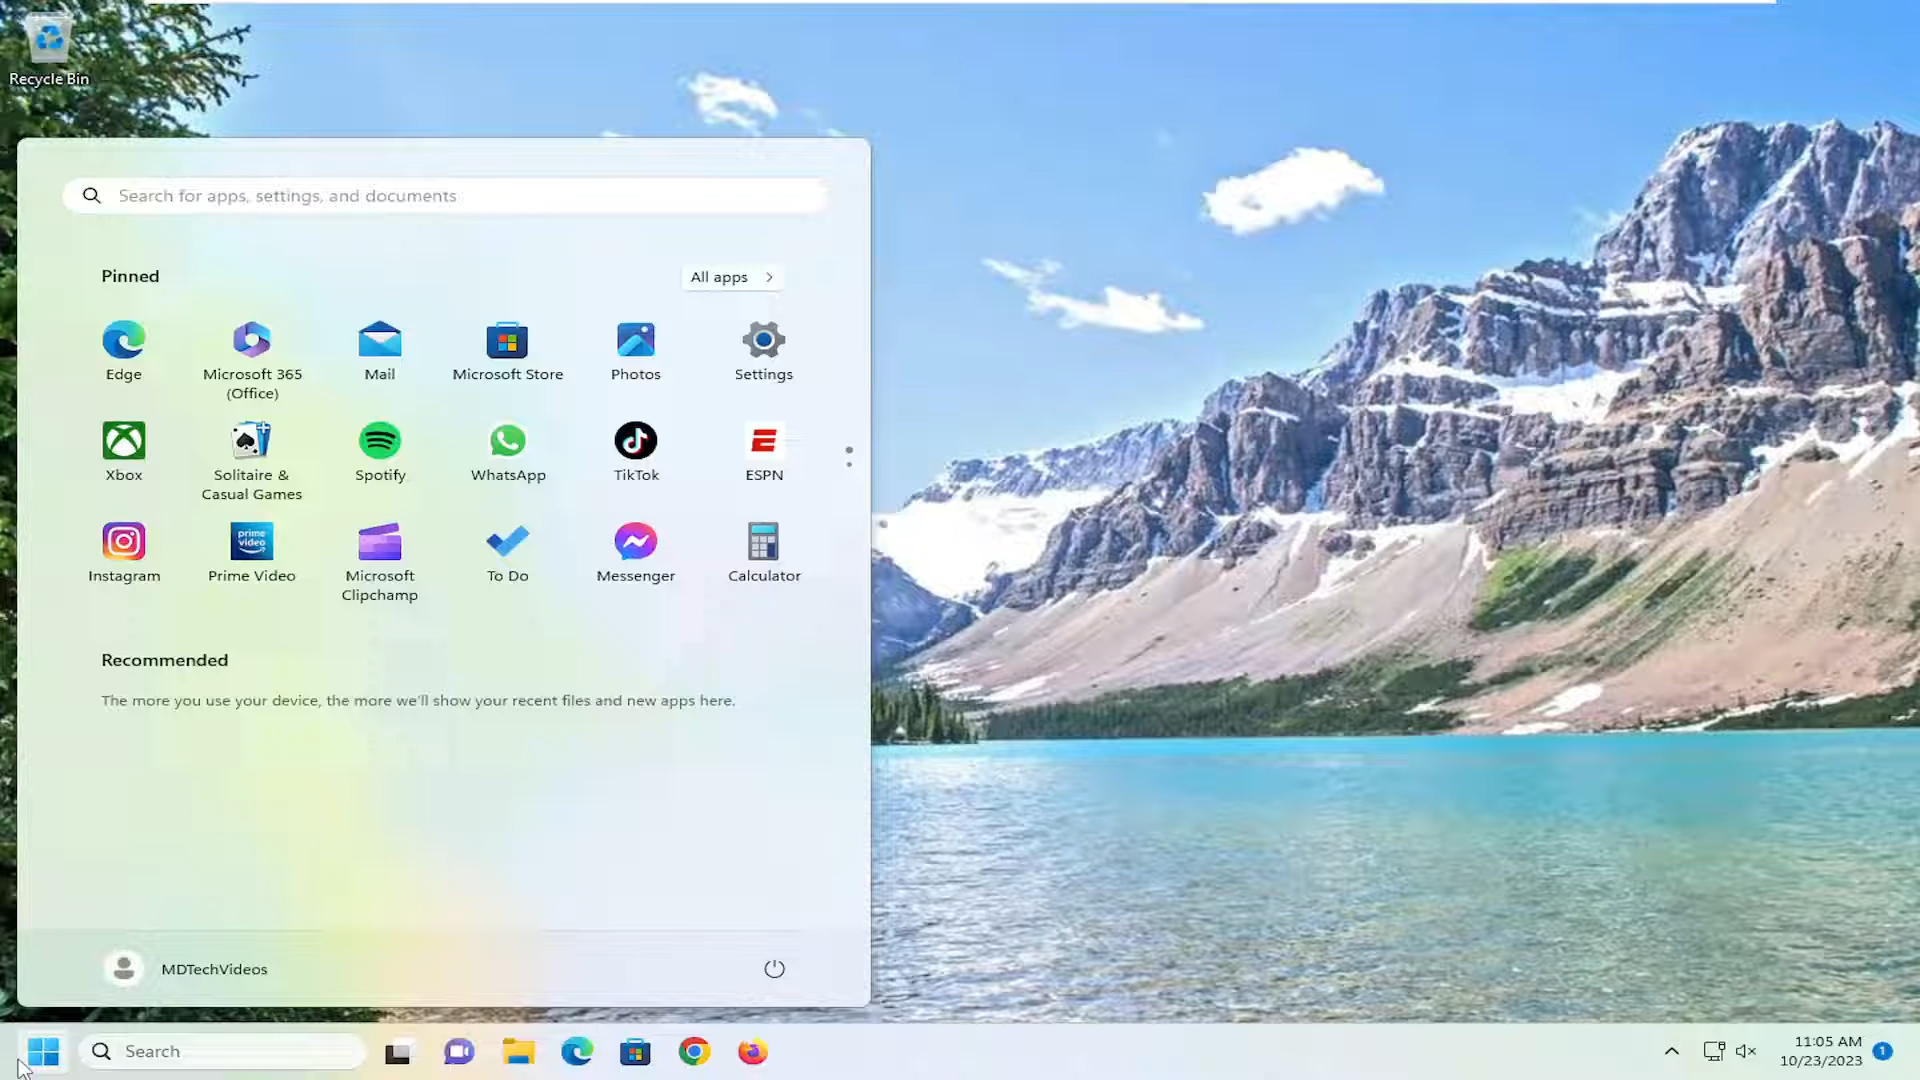 Recycle Bin
Search for apps, settings, and documents
Pinned
All apps
Edge
Microsoft 365
(Office)
Mail
Microsoft Store
Photos
Settings
Xbox
Solitaire &
Casual Games
Spotify
WhatsApp
TikTok
ESPN
Instagram
prime
video
Prime Video
Microsoft
Clipchamp
To Do
Messenger
Calculator
Recommended
The more you use your device, the more we'll show your recent files and new apps here.
MDTechVideos
Search
11:05 AM
10/23/2023
1